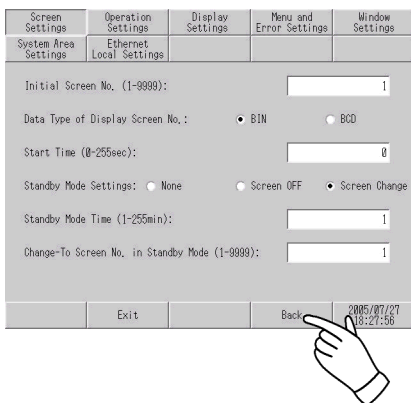 Screen Settings
Operation Settings
Display Settings
Menu and Error Settings
Window Settings
System Area Settings
Ethernet Local Settings
Initial Screen No. (1-9999): 1
Data Type of Display Screen No.: BIN BCD
Start Time (0-255sec): 0
Standby Mode Settings: None Screen OFF Screen Change
Standby Mode Time (1-255min): 1
Change-To Screen No. in Standby Mode (1-9999): 1
Exit Back 2005/07/27
18:27:56